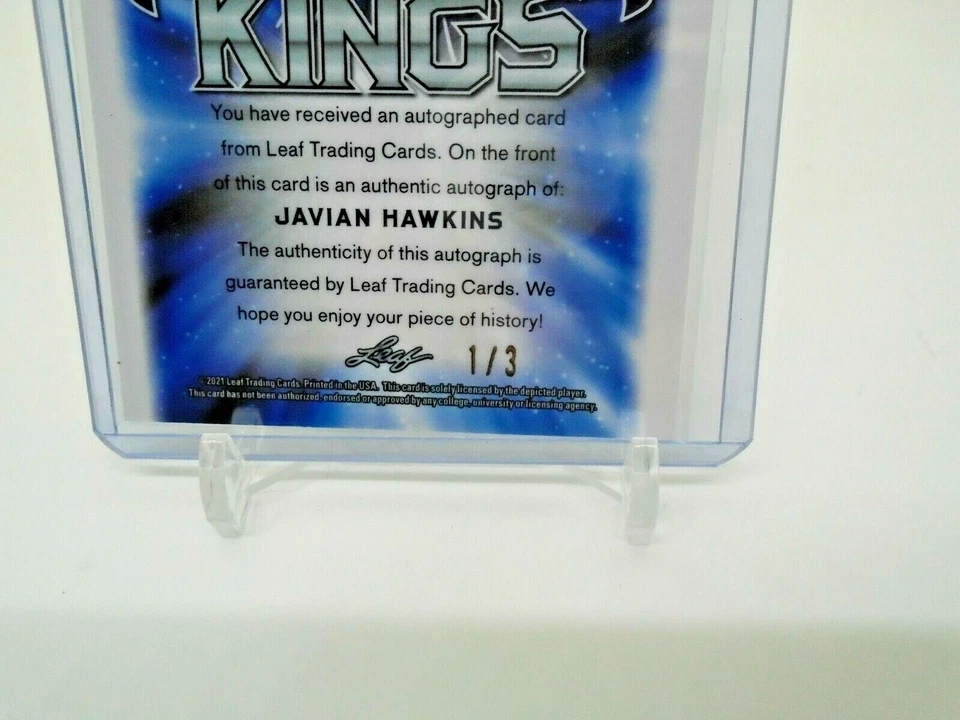 KINGS
You have received an autographed card
from Leaf Trading Cards. On the front
of this card is an authentic autograph of:
JAVIAN HAWKINS
The authenticity of this autograph is
guaranteed by Leaf Trading Cards. We
hope you enjoy your piece of history!
Leaf 1/3
©2021 Leaf Trading Cards. Printed in the USA. This card is solely licensed by the depicted player.
This card has not been authorized, endorsed or approved by any college, university or licensing agency.